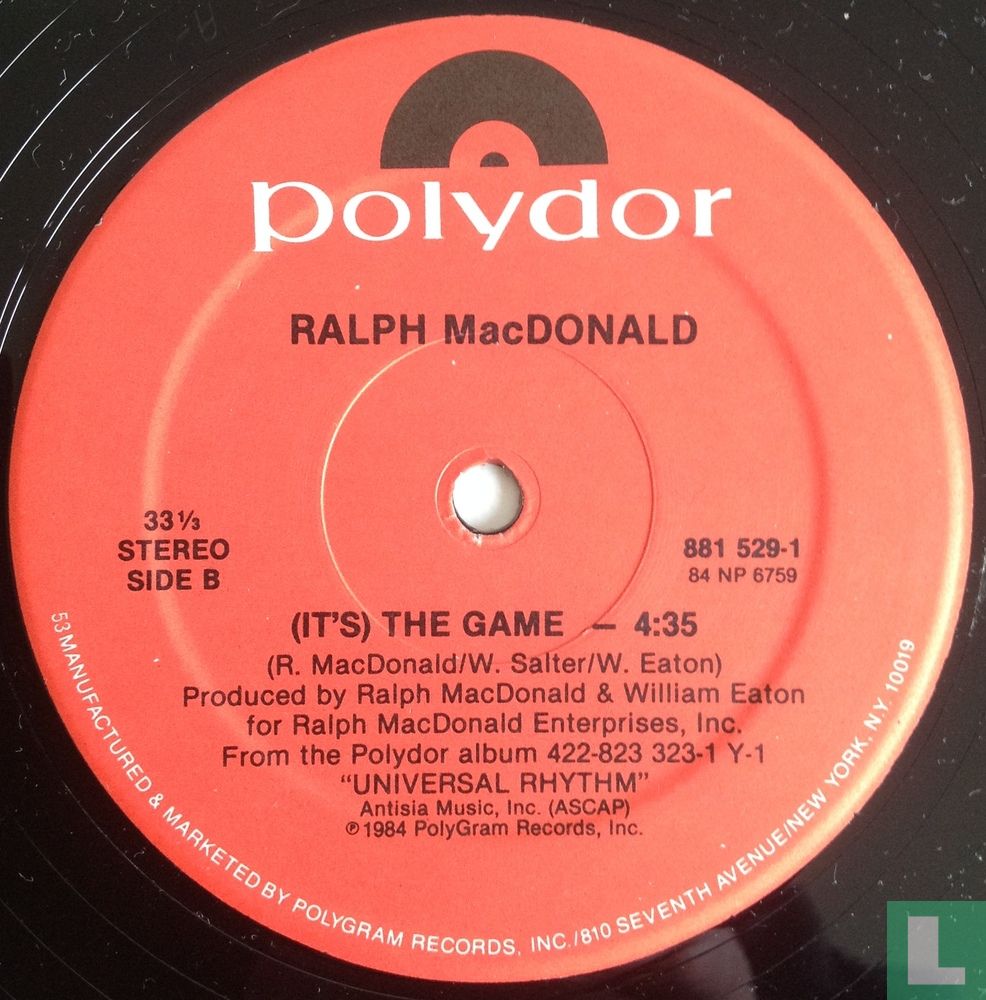 polydor
RALPH MacDONALD
33 ⅓
STEREO
SIDE B
881 529-1
84 NP 6759
(IT'S) THE GAME – 4:35
(R. MacDonald/W. Salter/W. Eaton)
Produced by Ralph MacDonald & William Eaton
for Ralph MacDonald Enterprises, Inc.
From the Polydor album 422-823 323-1 Y-1
"UNIVERSAL RHYTHM"
Antisia Music, Inc. (ASCAP)
℗ 1984 PolyGram Records, Inc.
53 MANUFACTURED & MARKETED BY POLYGRAM RECORDS, INC./810 SEVENTH AVENUE/NEW YORK, N.Y. 10019
L